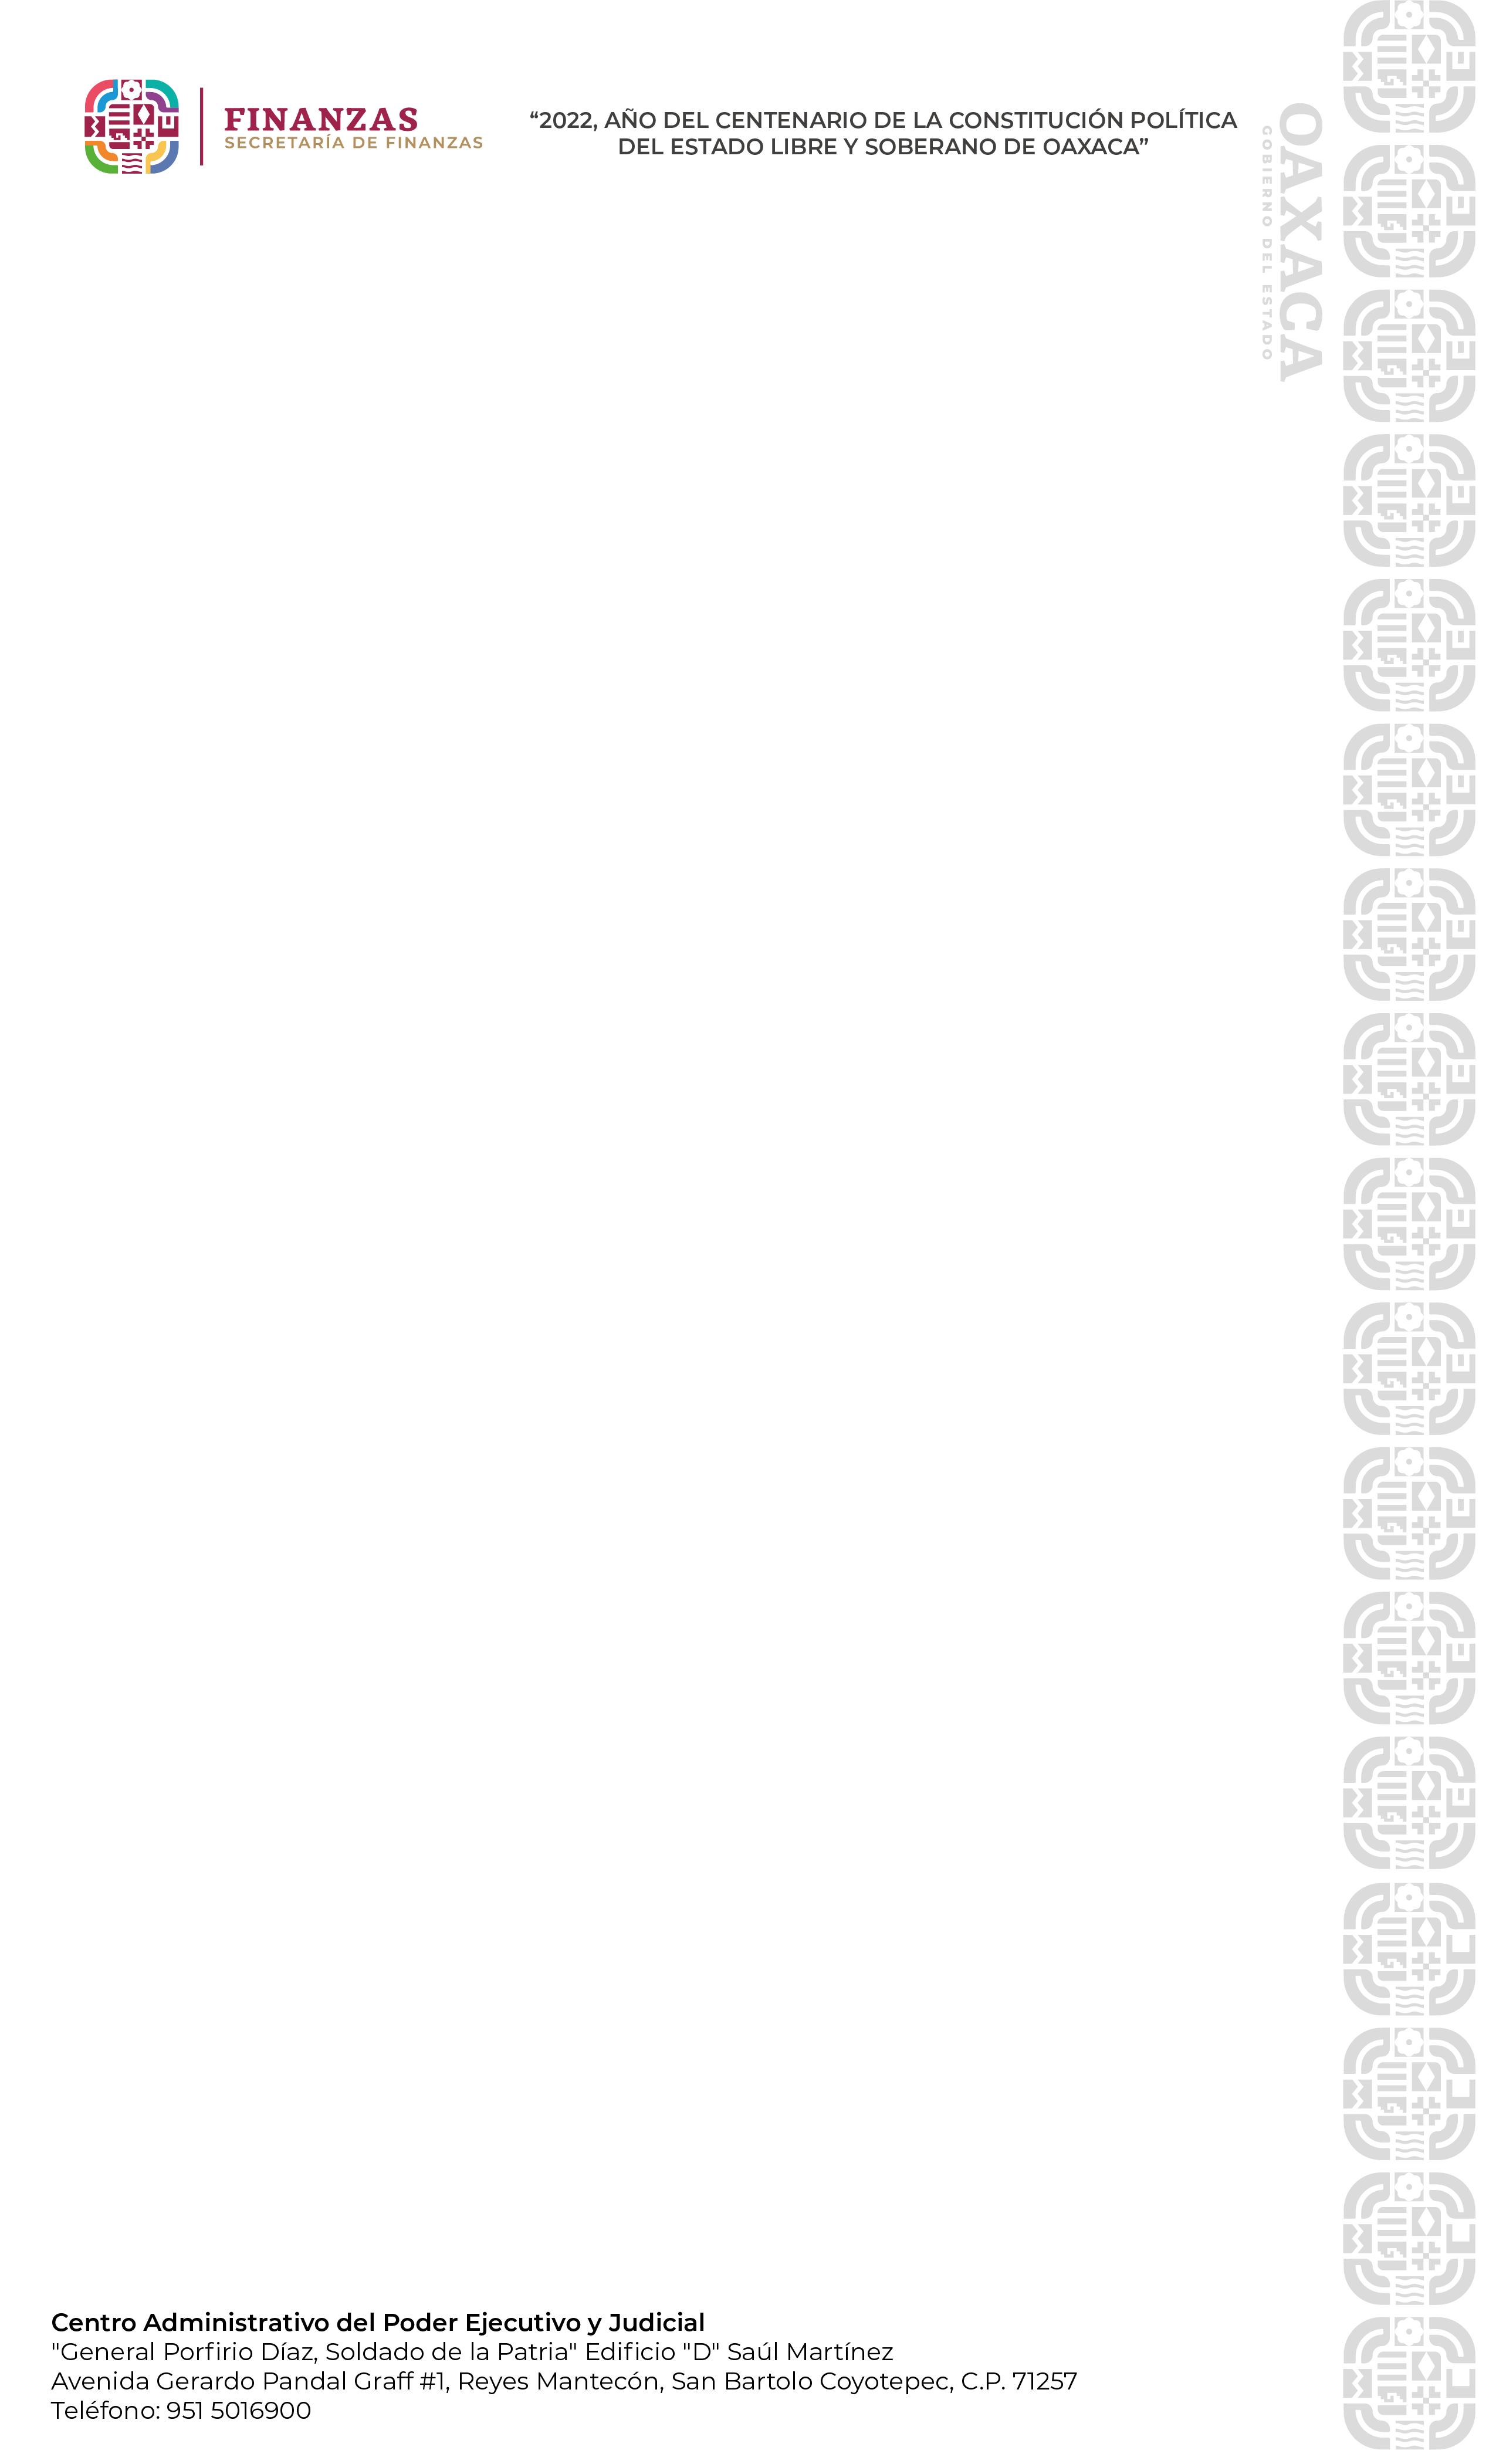 FINANZAS
SECRETARÍA DE FINANZAS
“2022, AÑO DEL CENTENARIO DE LA CONSTITUCIÓN POLÍTICA
DEL ESTADO LIBRE Y SOBERANO DE OAXACA”
OAXACA
GOBIERNO DEL ESTADO
Centro Administrativo del Poder Ejecutivo y Judicial
"General Porfirio Díaz, Soldado de la Patria" Edificio "D" Saúl Martínez
Avenida Gerardo Pandal Graff #1, Reyes Mantecón, San Bartolo Coyotepec, C.P. 71257
Teléfono: 951 5016900